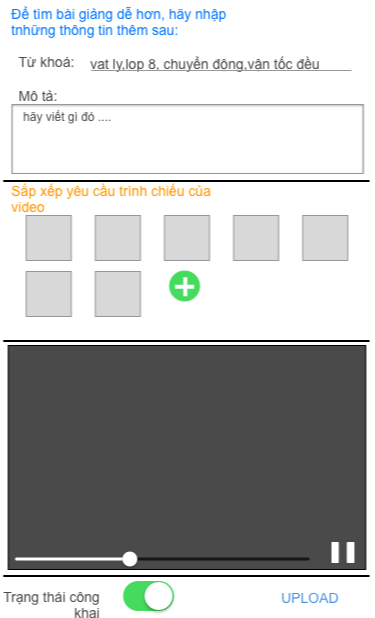 Để tìm bài giảng dễ hơn, hãy nhập
tnhững thông tin thêm sau:
Từ khoá: vat ly,lop 8, chuyển động,vân tốc đều
Mô tả:
hãy viết gì đó ....
Sắp xếp yêu cầu trình chiếu của
video
Trạng thái công
khai
UPLOAD